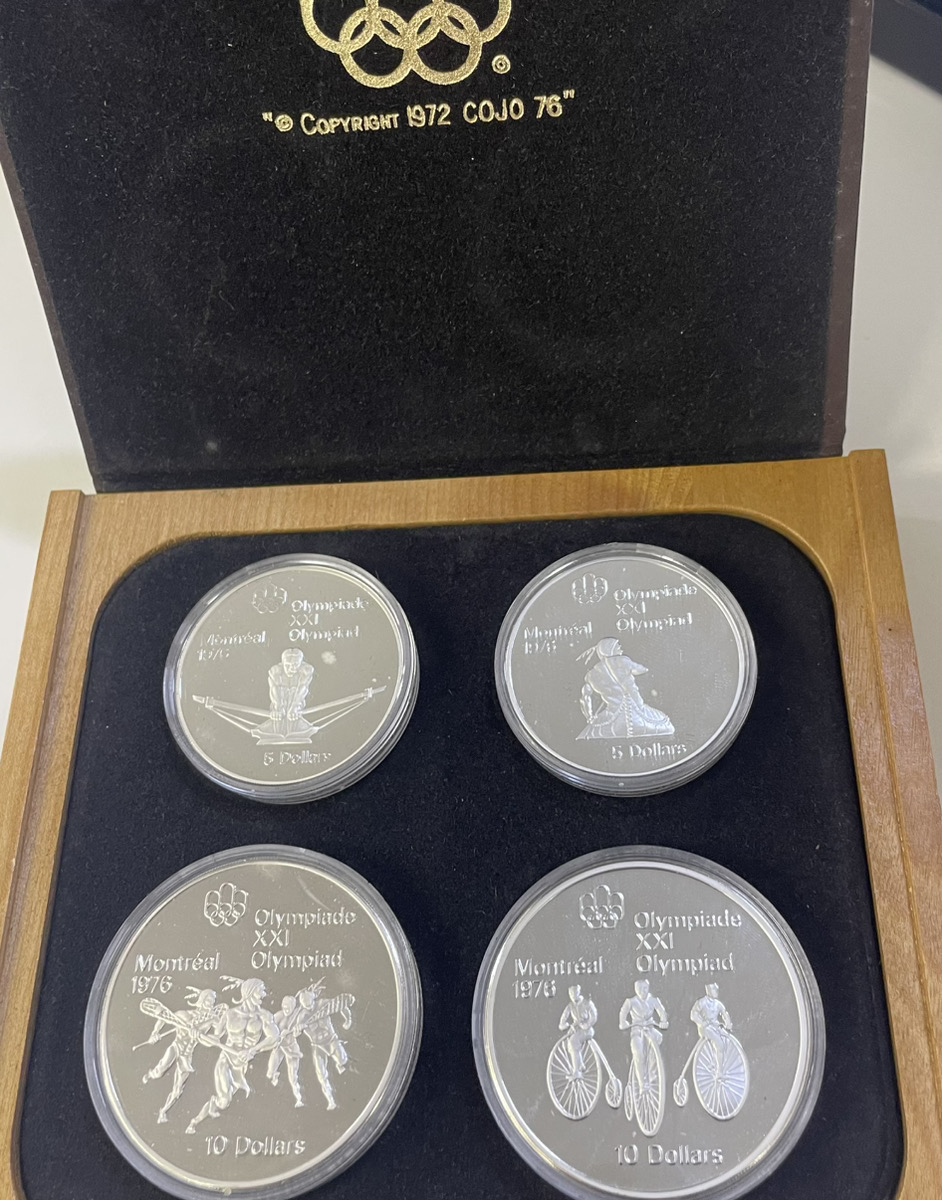 ©
"© COPYRIGHT 1972 COJO 76"
Olympiade
XXI
Olympiad
Montréal
1976
5 Dollars
Olympiade
XXI
Olympiad
Montréal
1976
5 Dollars
Olympiade
XXI
Olympiad
Montréal
1976
10 Dollars
Olympiade
XXI
Olympiad
Montréal
1976
10 Dollars